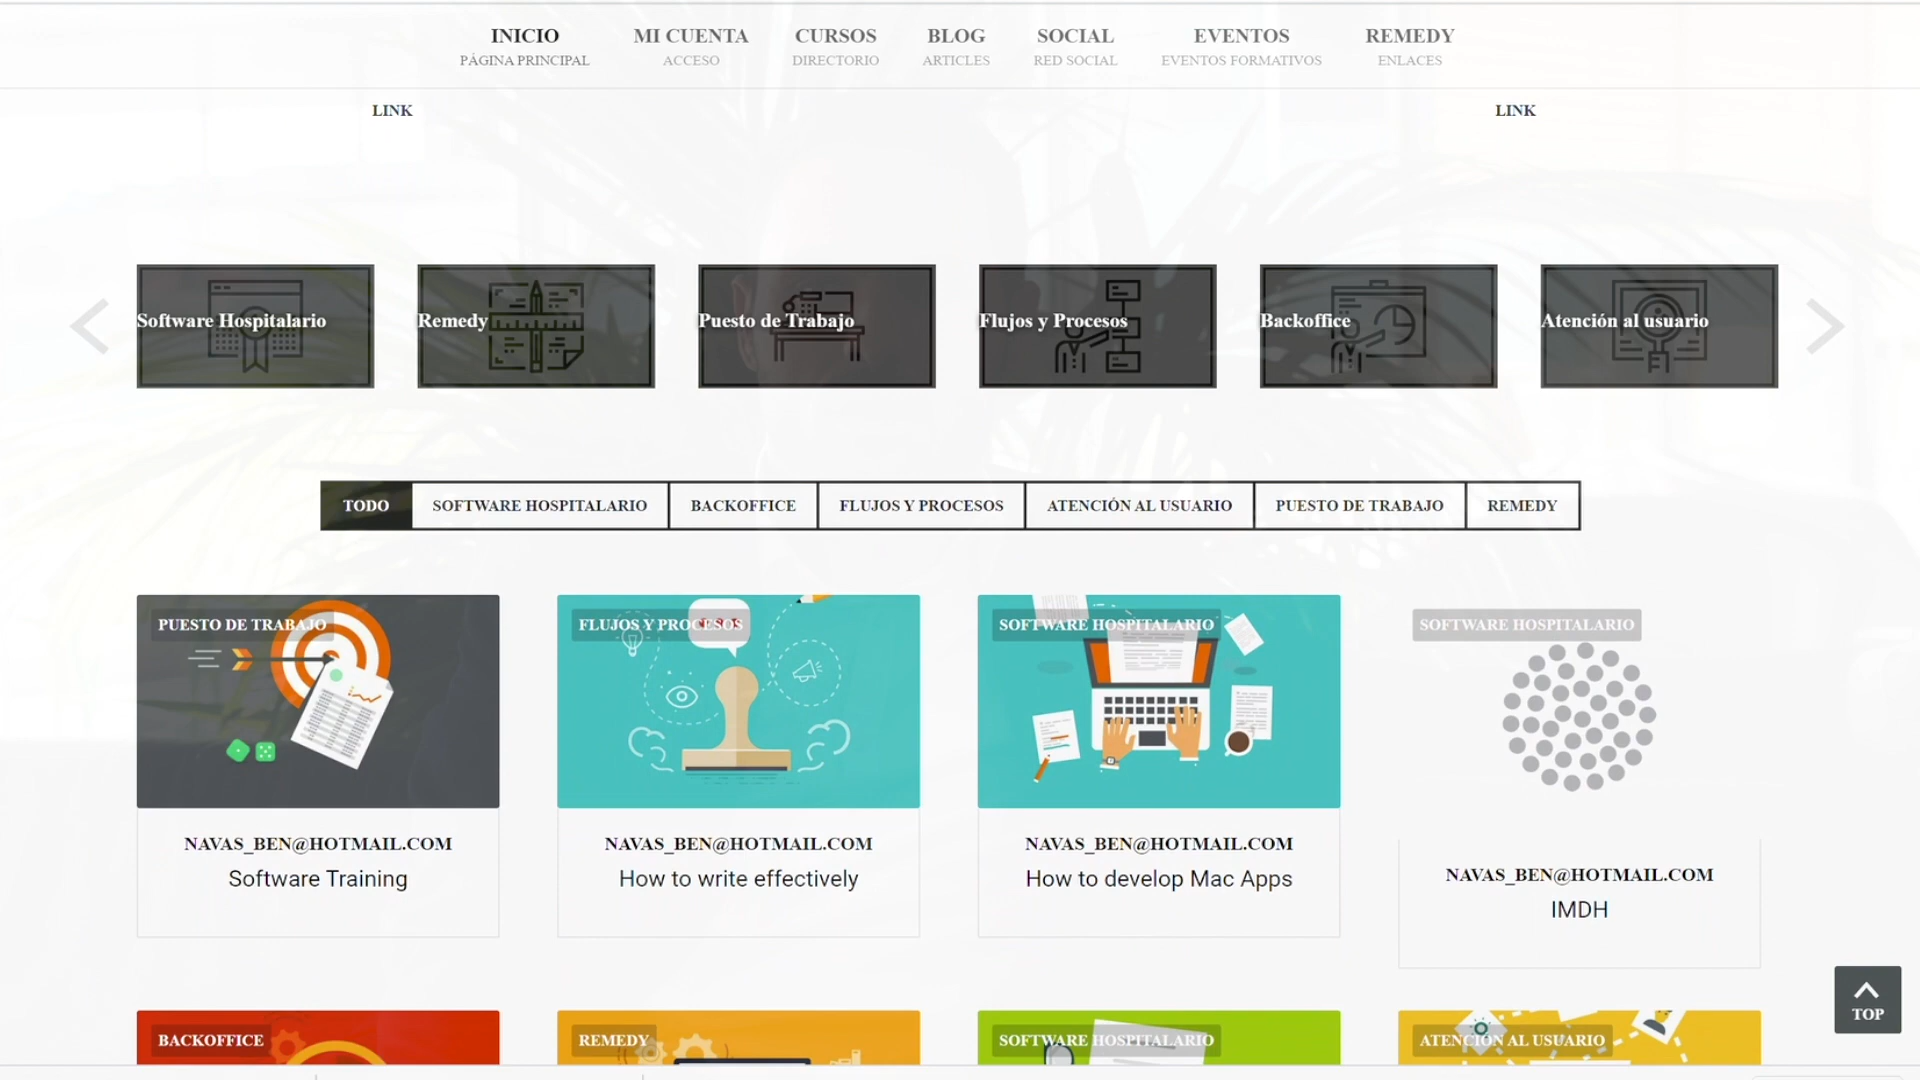 INICIO
PÁGINA PRINCIPAL
MI CUENTA
ACCESO
CURSOS
DIRECTORIO
BLOG
ARTICLES
SOCIAL
RED SOCIAL
EVENTOS
EVENTOS FORMATIVOS
REMEDY
ENLACES
LINK
LINK
Software Hospitalario
Remedy
Puesto de Trabajo
Flujos y Procesos
Backoffice
Atención al usuario
TODO
SOFTWARE HOSPITALARIO
BACKOFFICE
FLUJOS Y PROCESOS
ATENCIÓN AL USUARIO
PUESTO DE TRABAJO
REMEDY
PUESTO DE TRABAJO
NAVAS_BEN@HOTMAIL.COM
Software Training
FLUJOS Y PROCESOS
NAVAS_BEN@HOTMAIL.COM
How to write effectively
SOFTWARE HOSPITALARIO
NAVAS_BEN@HOTMAIL.COM
How to develop Mac Apps
SOFTWARE HOSPITALARIO
NAVAS_BEN@HOTMAIL.COM
IMDH
BACKOFFICE
REMEDY
SOFTWARE HOSPITALARIO
ATENCIÓN AL USUARIO
TOP